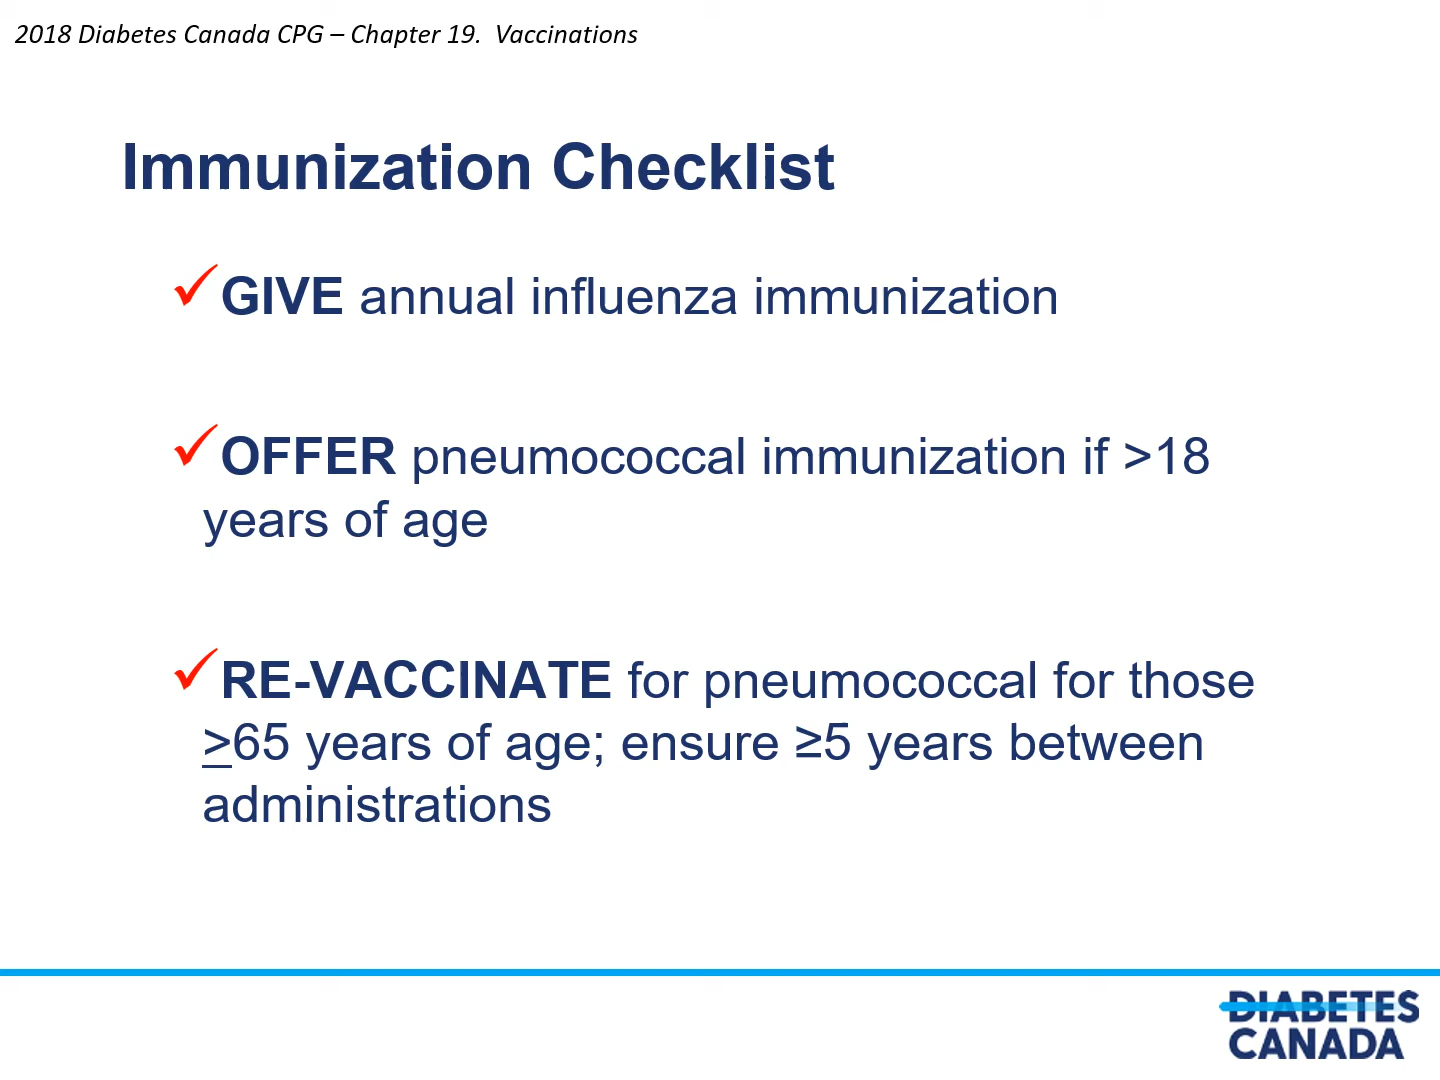 2018 Diabetes Canada CPG – Chapter 19.  Vaccinations
Immunization Checklist
✓GIVE annual influenza immunization
✓OFFER pneumococcal immunization if >18
years of age
✓RE-VACCINATE for pneumococcal for those
≥65 years of age; ensure ≥5 years between
administrations
DIABETES
CANADA